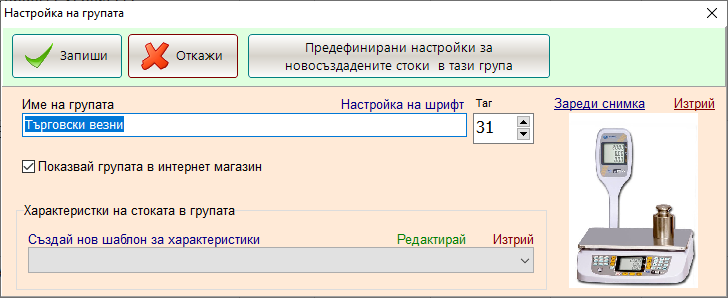 Настройка на групата
Запиши
Откажи
Предефинирани настройки за
новосъздадените стоки в тази група
Име на групата
Настройка на шрифт
Таг
Търговски везни
31
Зареди снимка
Изтрий
Показвай групата в интернет магазин
Характеристки на стоката в групата
Създай нов шаблон за характеристики
Редактирай
Изтрий